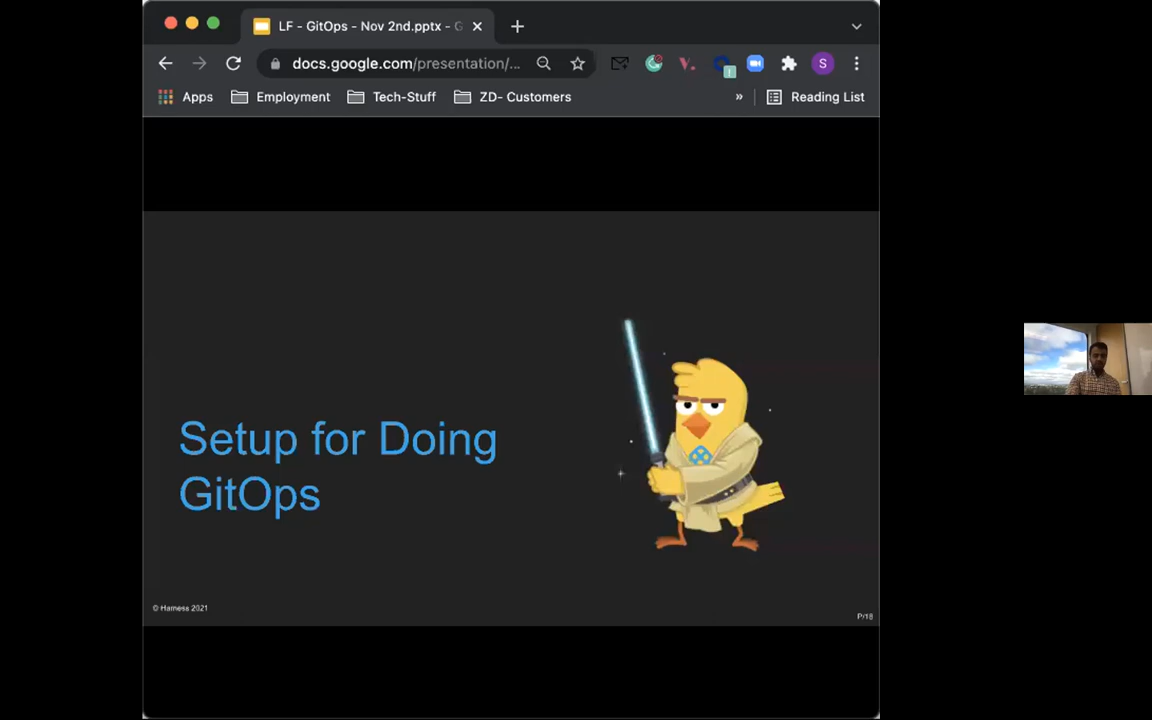 LF - GitOps - Nov 2nd.pptx - G
docs.google.com/presentation/...
S
Apps
Employment
Tech-Stuff
ZD- Customers
»
Reading List
Setup for Doing
GitOps
© Harness 2021
P/18